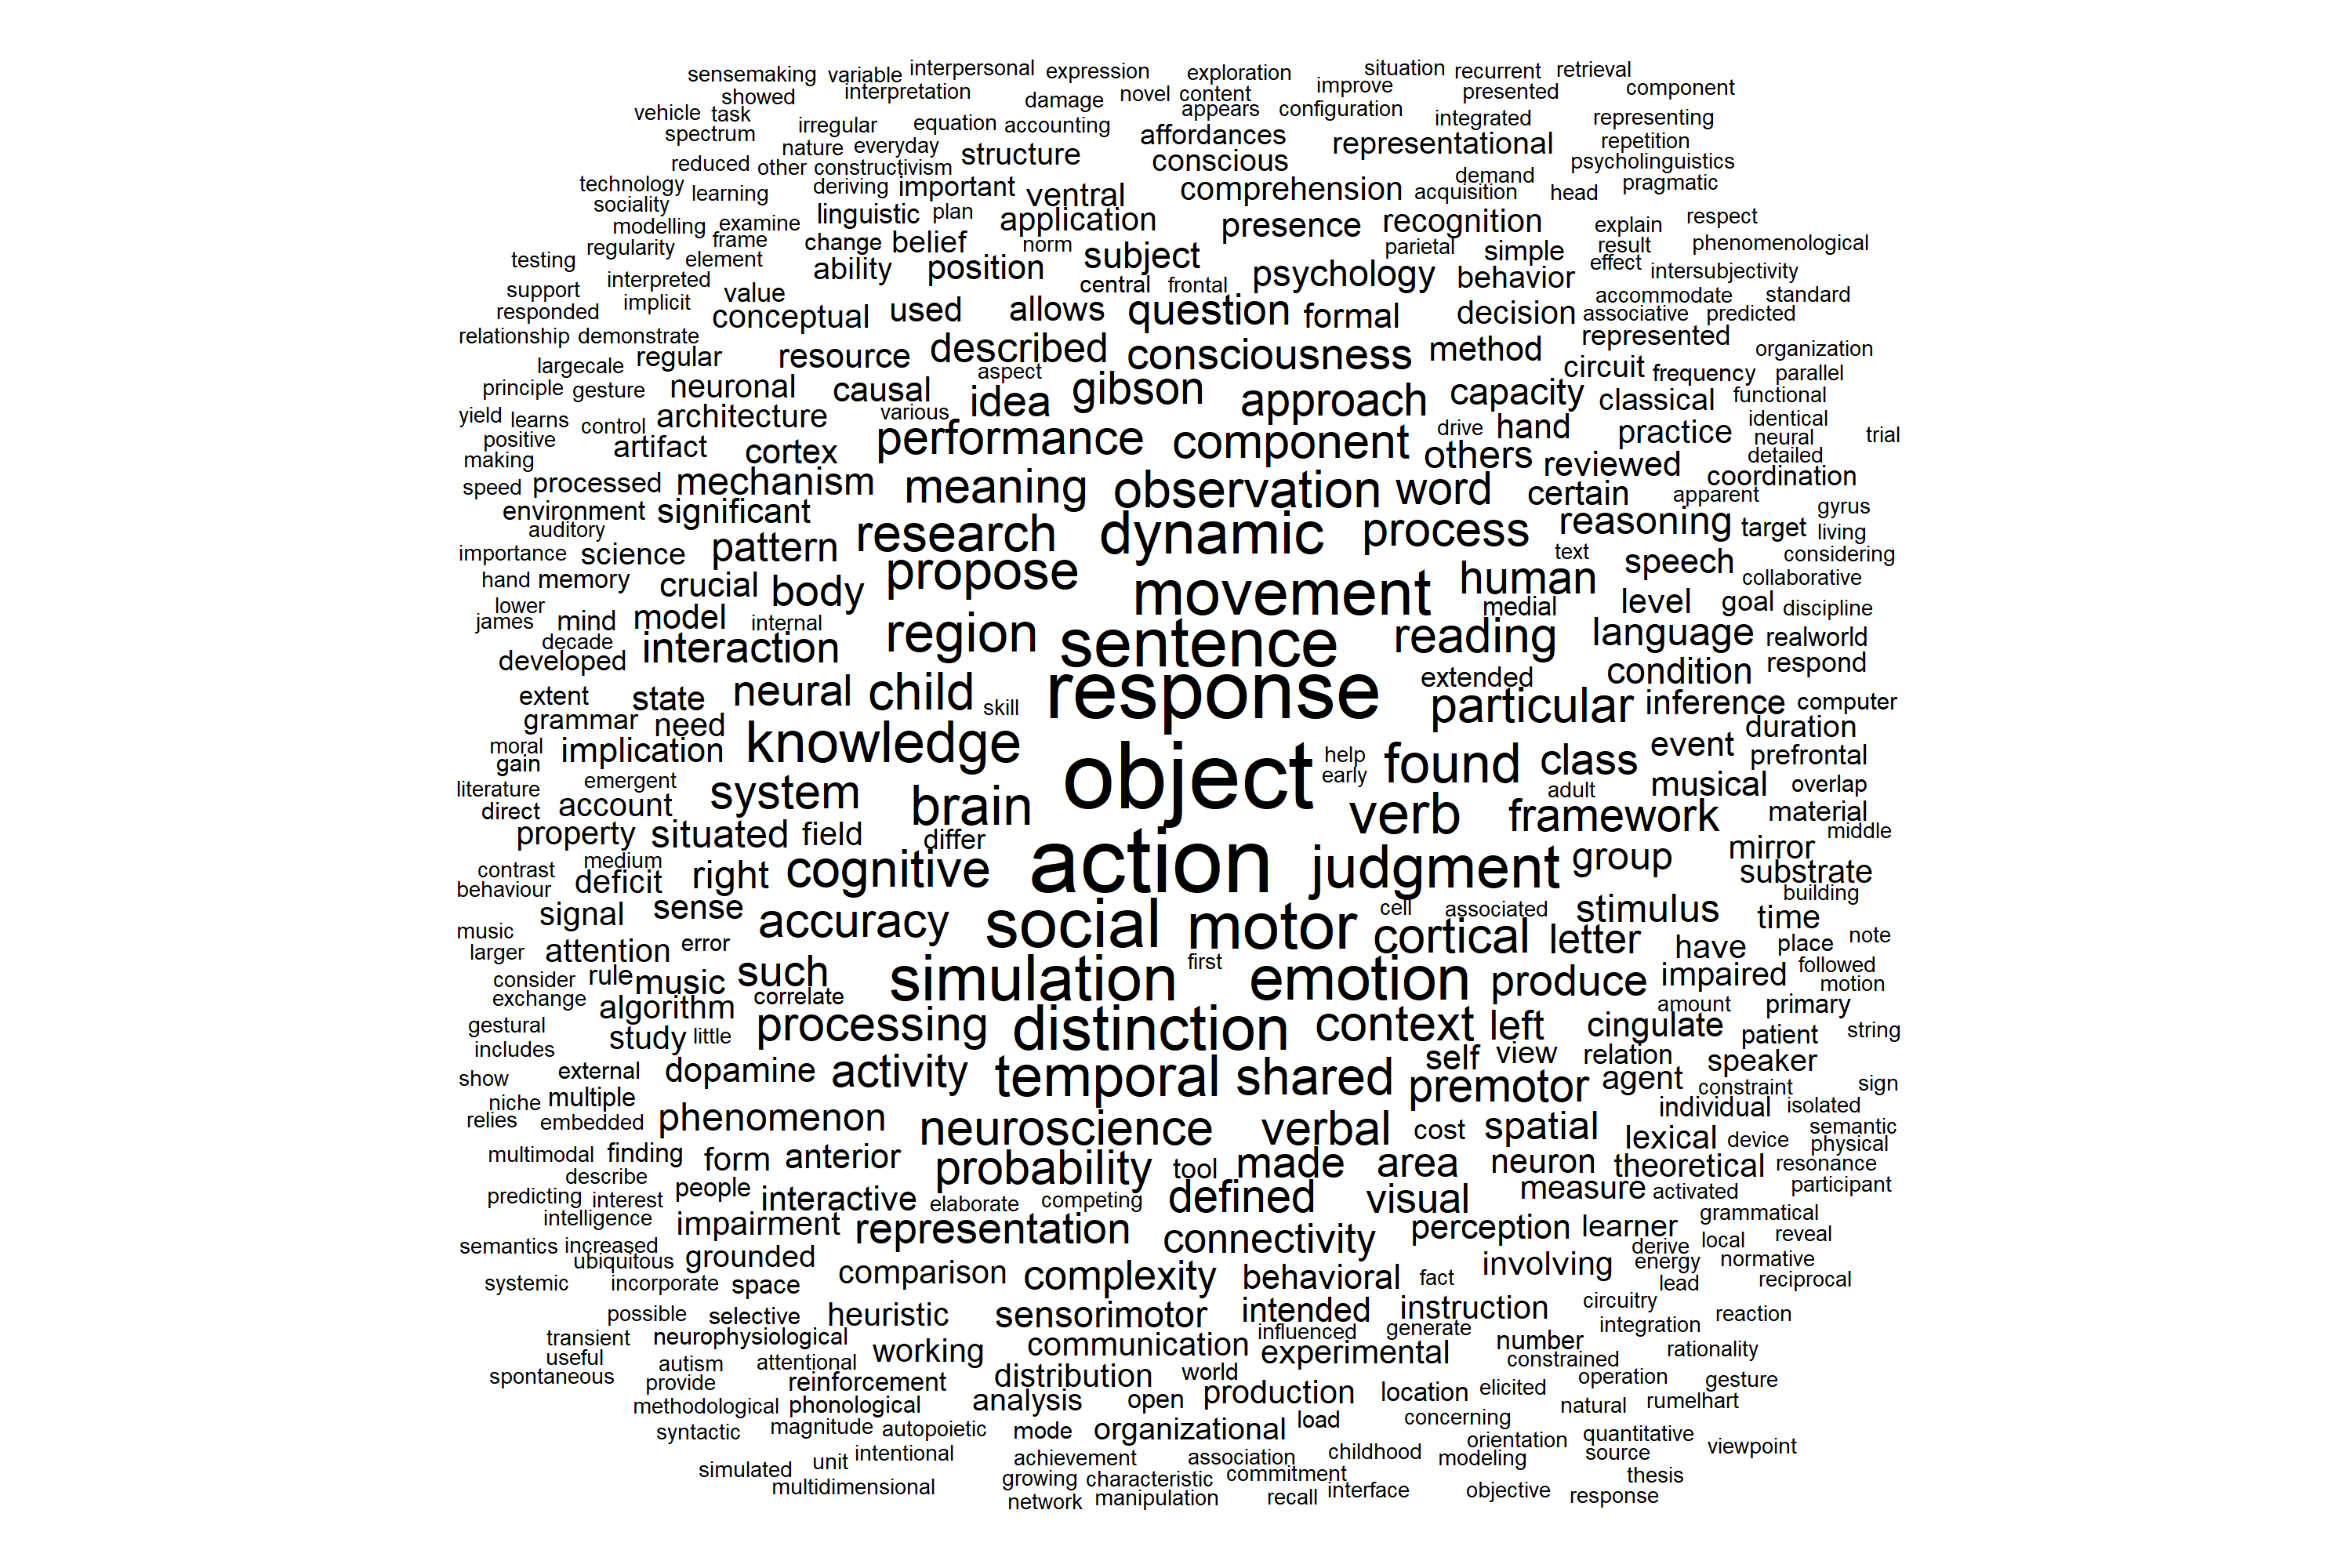 sensemaking variable interpersonal expression exploration situation recurrent retrieval
showed interpretation damage novel content improve presented component
vehicle task appears configuration
spectrum irregular equation accounting affordances integrated representing
nature everyday structure conscious representational repetition
reduced other constructivism psycholinguistics
technology learning deriving important ventral comprehension demand acquisition head pragmatic
sociality linguistic plan application presence recognition explain respect
modelling examine
regularity frame change belief norm subject parietal simple result phenomenological
testing element ability position psychology behavior effect intersubjectivity
support interpreted value central frontal accommodate standard
responded implicit conceptual used allows question formal decision associative predicted
relationship demonstrate represented
largecale regular resource described consciousness method organization
principle gesture neuronal causal aspect idea gibson approach capacity circuit frequency parallel
yield learns control architecture various classical functional
positive artifact cortex performance component drive hand practice identical neural trial
making others reviewed detailed
speed processed mechanism meaning observation word certain coordination apparent
environment significant gyrus
auditory research dynamic process reasoning target living
importance science pattern text speech considering
hand memory crucial body propose movement human collaborative
lower medial level goal discipline
james mind model internal region sentence reading language realworld
decade interaction
developed condition respond
extent state neural child skill response extended particular inference computer
grammar need duration
moral implication knowledge event prefrontal
gain object help found class
literature emergent system brain early adult musical overlap
direct account verb framework material
property situated field differ middle
contrast medium right cognitive action judgment group mirror
behaviour deficit substrate
signal sense accuracy social motor cell associated stimulus building
music time
larger attention error cortical letter have place note
consider rule music such simulation first emotion produce impaired followed
exchange algorithm correlate motion
gestural amount primary
includes study little processing distinction context left cingulate patient string
show external dopamine activity temporal shared self view relation speaker
niche multiple premotor agent constraint sign
relies embedded phenomenon neuroscience verbal cost spatial individual isolated
multimodal finding form anterior lexical device semantic physical
describe probability tool made area neuron theoretical resonance
predicting interest people interactive elaborate competing defined visual measure activated participant
intelligence impairment representation connectivity perception learner grammatical
semantics increased derive local reveal
ubiquitous grounded involving energy normative
systemic incorporate space comparison complexity behavioral fact lead reciprocal
possible selective heuristic sensorimotor intended instruction circuitry reaction
transient neurophysiological communication influenced generate number integration
useful autism attentional working experimental constrained rationality
spontaneous provide reinforcement distribution world operation gesture
methodological phonological analysis open production location elicited natural rumelhart
syntactic magnitude autopoietic mode organizational load concerning orientation quantitative
simulated unit intentional achievement association childhood modeling source viewpoint
multidimensional growing characteristic commitment thesis
network manipulation recall interface objective response